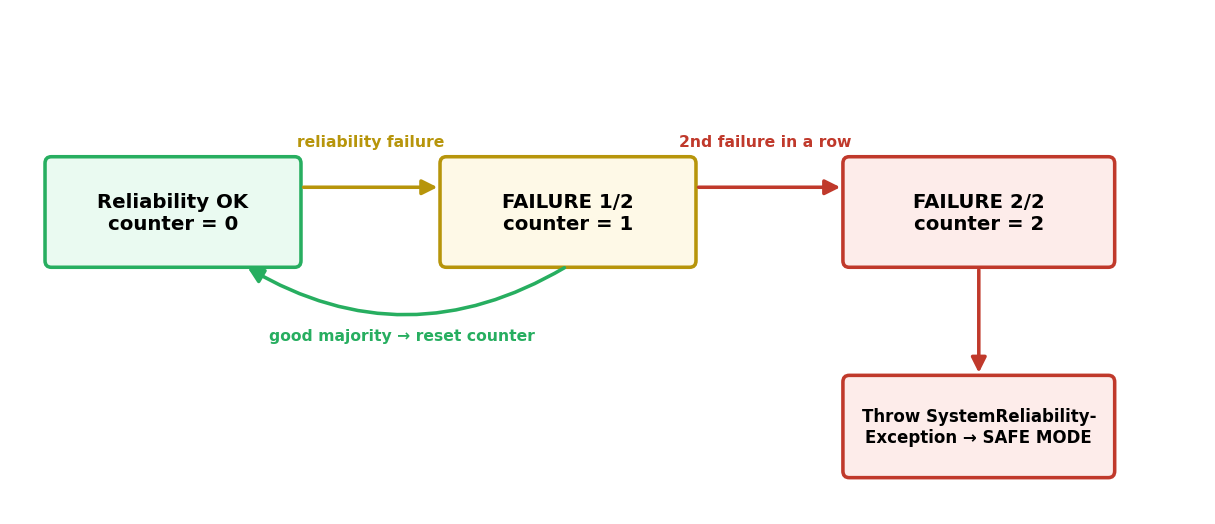 reliability failure
2nd failure in a row
Reliability OK
counter = 0
FAILURE 1/2
counter = 1
FAILURE 2/2
counter = 2
good majority → reset counter
Throw SystemReliability-
Exception → SAFE MODE